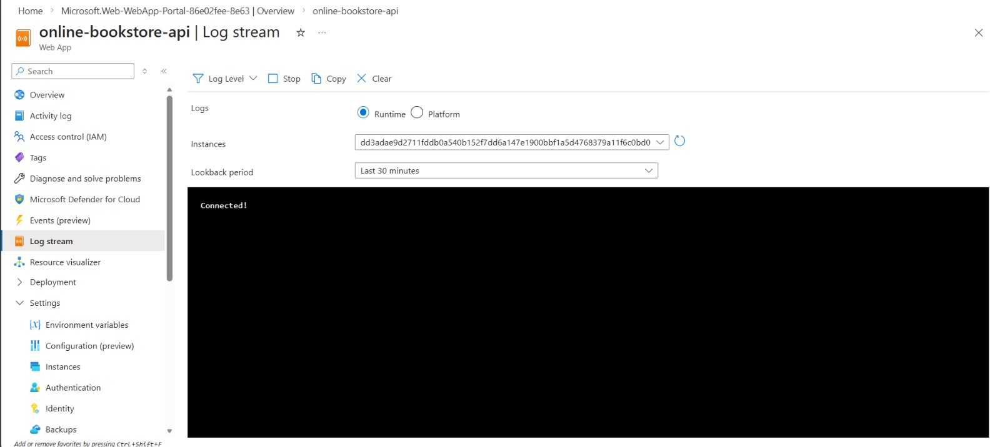 Home > Microsoft.Web-WebApp-Portal-86e02fee-8e63 | Overview > online-bookstore-api
online-bookstore-api | Log stream
Web App
Search
Overview
Activity log
Access control (IAM)
Tags
Diagnose and solve problems
Microsoft Defender for Cloud
Events (preview)
Log stream
Resource visualizer
Deployment
Settings
Environment variables
Configuration (preview)
Instances
Authentication
Identity
Backups
Add or remove favorites by pressing Ctrl+Shift+F
Log Level Stop Copy Clear
Logs Runtime Platform
Instances dd3adae9d2711fddb0a540b152f7dd6a147e1900bbf1a5d4768379a11f6c0bd0
Lookback period Last 30 minutes
Connected!